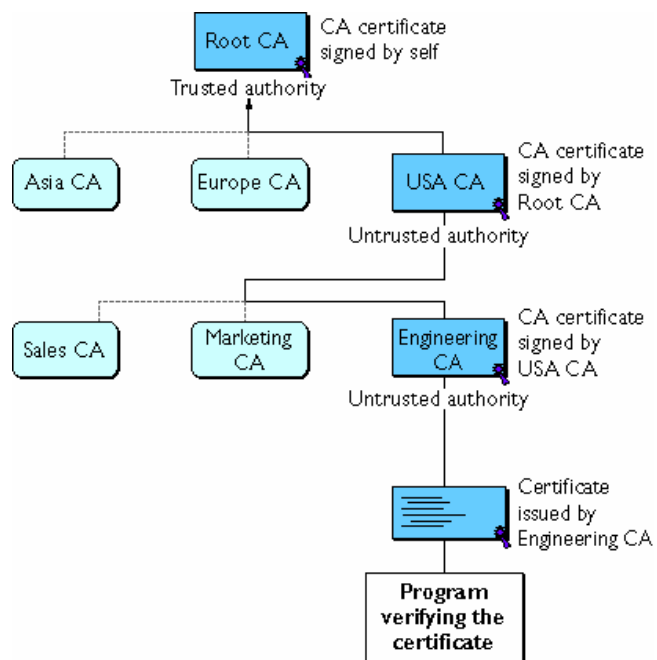 Root CA
CA certificate
signed by self
Trusted authority
Asia CA
Europe CA
USA CA
CA certificate
signed by
Root CA
Untrusted authority
Sales CA
Marketing
CA
Engineering
CA
CA certificate
signed by
USA CA
Untrusted authority
Certificate
issued by
Engineering CA
Program
verifying the
certificate